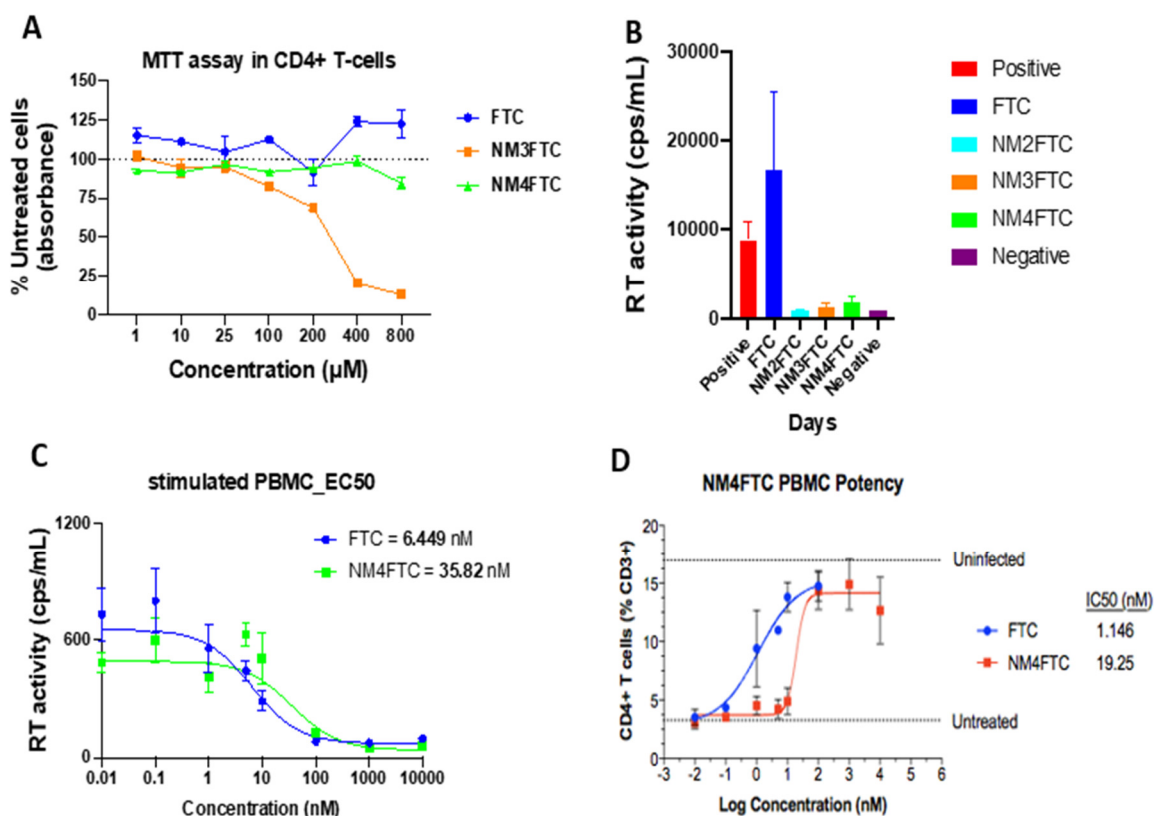 A
MTT assay in CD4+ T-cells
% Untreated cells
(absorbance)
150
125
100
75
50
25
0
1 10 25 100 200 400 800
Concentration (µM)
FTC
NM3FTC
NM4FTC
B
RT activity (cps/mL)
30000
20000
10000
0
Positive
FTC
NM2FTC
NM3FTC
NM4FTC
Negative
Days
Positive
FTC
NM2FTC
NM3FTC
NM4FTC
Negative
C
stimulated PBMC_EC50
RT activity (cps/mL)
1200
600
0
0.01 0.1 1 10 100 1000 10000
Concentration (nM)
FTC = 6.449 nM
NM4FTC = 35.82 nM
D
NM4FTC PBMC Potency
CD4+ T cells (% CD3+)
20
15
10
5
0
-3 -2 -1 0 1 2 3 4 5 6
Log Concentration (nM)
Uninfected
IC50 (nM)
FTC 1.146
NM4FTC 19.25
Untreated